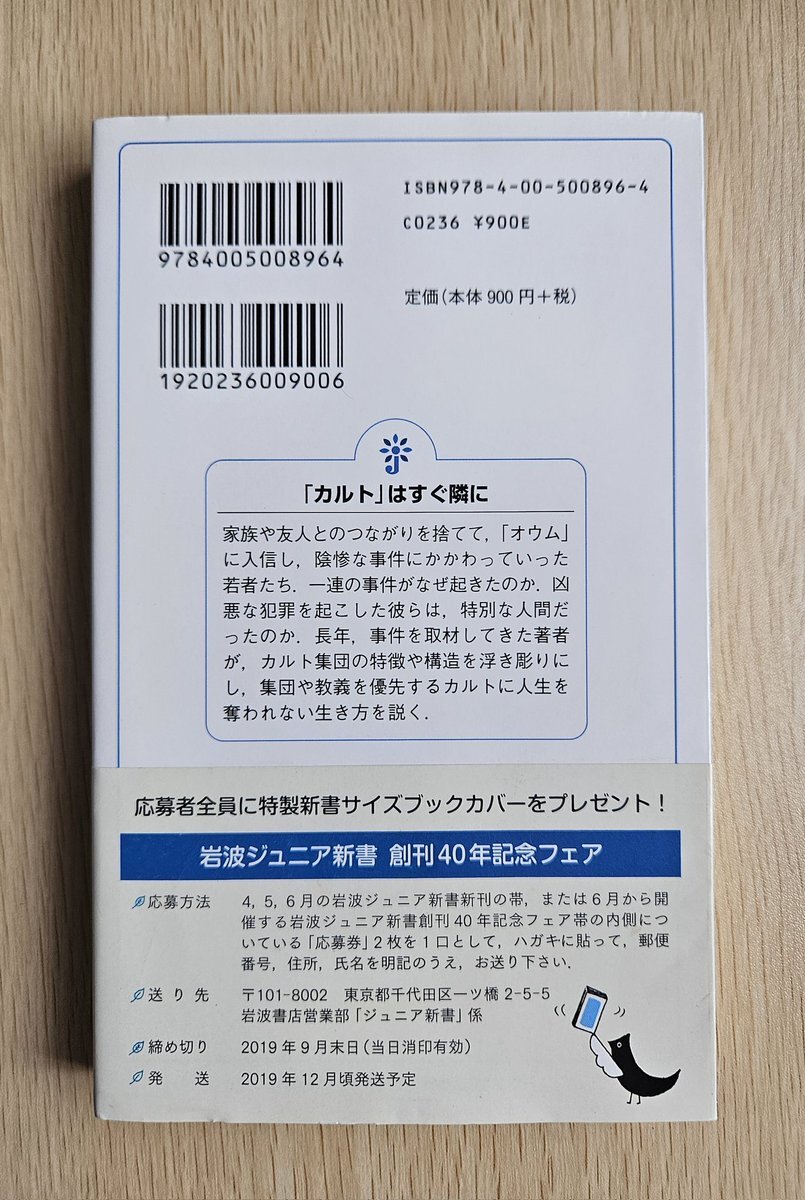 ISBN978-4-00-500896-4
9784005008964
C0236 ¥900E
定価(本体 900 円+税)
1920236009006
「カルト」はすぐ隣に
家族や友人とのつながりを捨てて,「オウム」
に入信し,陰惨な事件にかかわっていった
若者たち.一連の事件がなぜ起きたのか.凶
悪な犯罪を起こした彼らは,特別な人間だ
ったのか.長年,事件を取材してきた著者
が,カルト集団の特徴や構造を浮き彫りに
し,集団や教義を優先するカルトに人生を
奪われない生き方を説く.
応募者全員に特製新書サイズブックカバーをプレゼント!
岩波ジュニア新書 創刊40年記念フェア
応募方法 4, 5, 6月の岩波ジュニア新書新刊の帯,または6月から開
催する岩波ジュニア新書創刊40年記念フェア帯の内側につ
いている「応募券」2枚を1口として,ハガキに貼って,郵便
番号,住所,氏名を明記のうえ,お送り下さい.
送り先 〒101-8002 東京都千代田区一ツ橋 2-5-5
岩波書店営業部「ジュニア新書」係
締め切り 2019年9月末日(当日消印有効)
発送 2019年12月頃発送予定